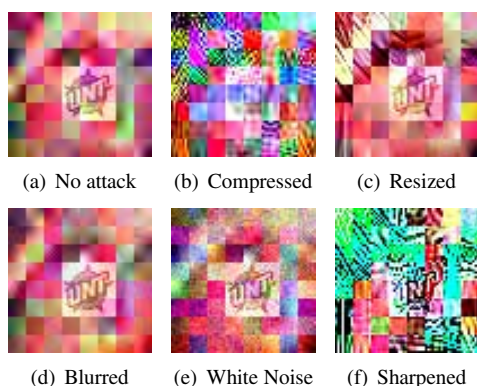 (a) No attack (b) Compressed (c) Resized
(d) Blurred (e) White Noise (f) Sharpened